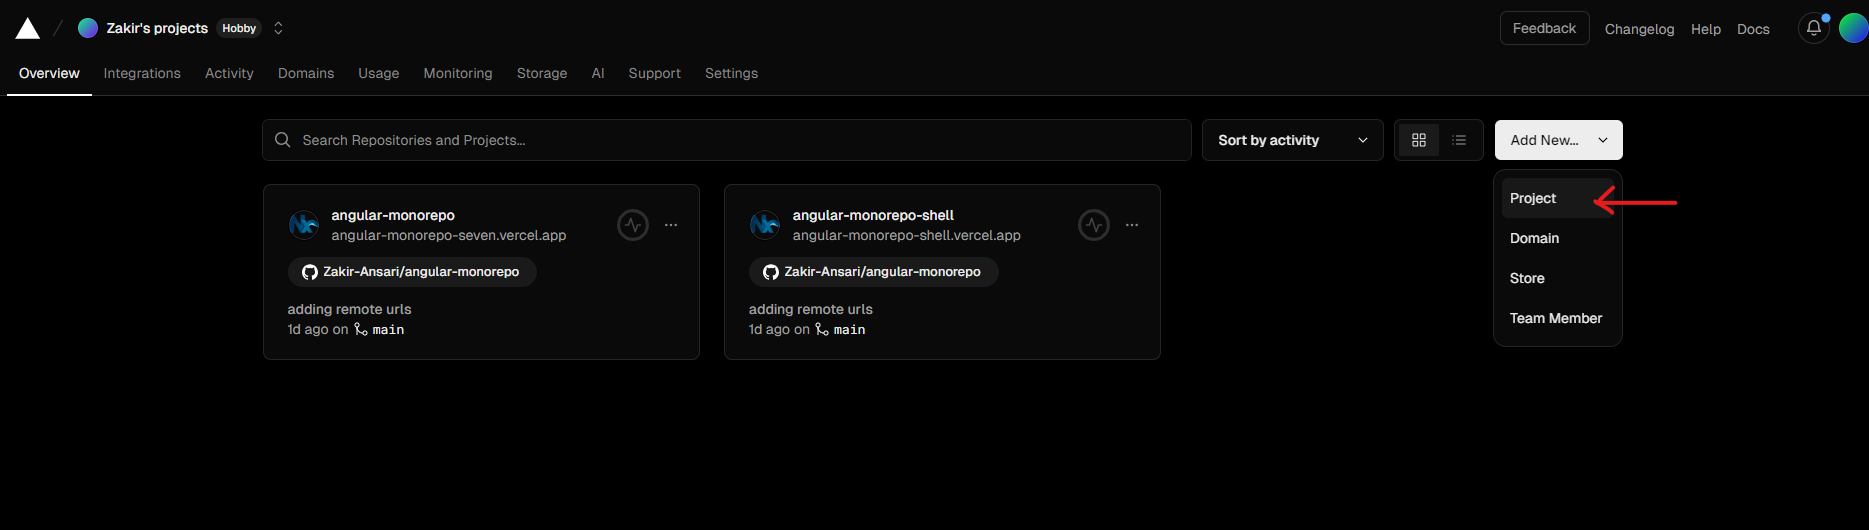 Zakir's projects Hobby
Feedback Changelog Help Docs
Overview Integrations Activity Domains Usage Monitoring Storage AI Support Settings
Search Repositories and Projects...
Sort by activity
Add New...
Project
Domain
Store
Team Member
angular-monorepo
angular-monorepo-seven.vercel.app
Zakir-Ansari/angular-monorepo
adding remote urls
1d ago on main
angular-monorepo-shell
angular-monorepo-shell.vercel.app
Zakir-Ansari/angular-monorepo
adding remote urls
1d ago on main